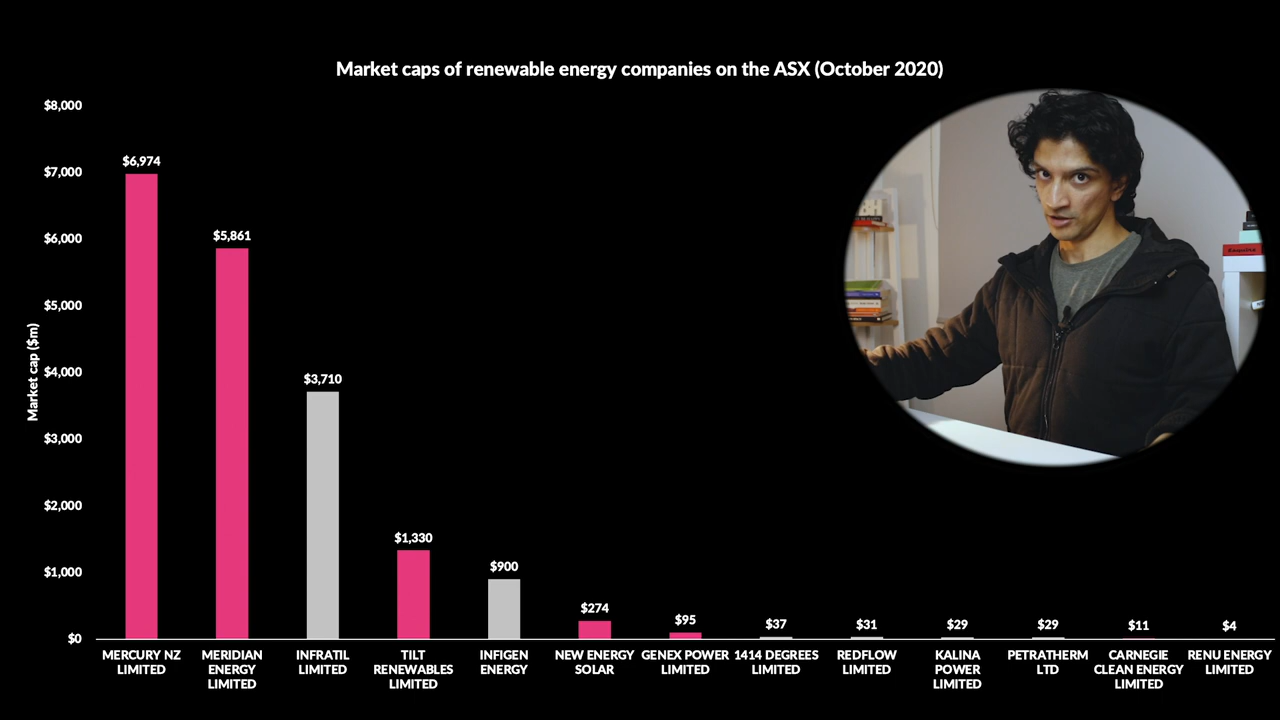 Market caps of renewable energy companies on the ASX (October 2020)
Market cap ($m)
$8,000
$7,000
$6,000
$5,000
$4,000
$3,000
$2,000
$1,000
$0
$6,974
$5,861
$3,710
$1,330
$900
$274
$95
$37
$31
$29
$29
$11
$4
MERCURY NZ
LIMITED
MERIDIAN
ENERGY
LIMITED
INFRATIL
LIMITED
TILT
RENEWABLES
LIMITED
INFIGEN
ENERGY
NEW ENERGY
SOLAR
GENEX POWER
LIMITED
1414 DEGREES
LIMITED
REDFLOW
LIMITED
KALINA
POWER
LIMITED
PETRATHERM
LTD
CARNEGIE
CLEAN ENERGY
LIMITED
RENU ENERGY
LIMITED